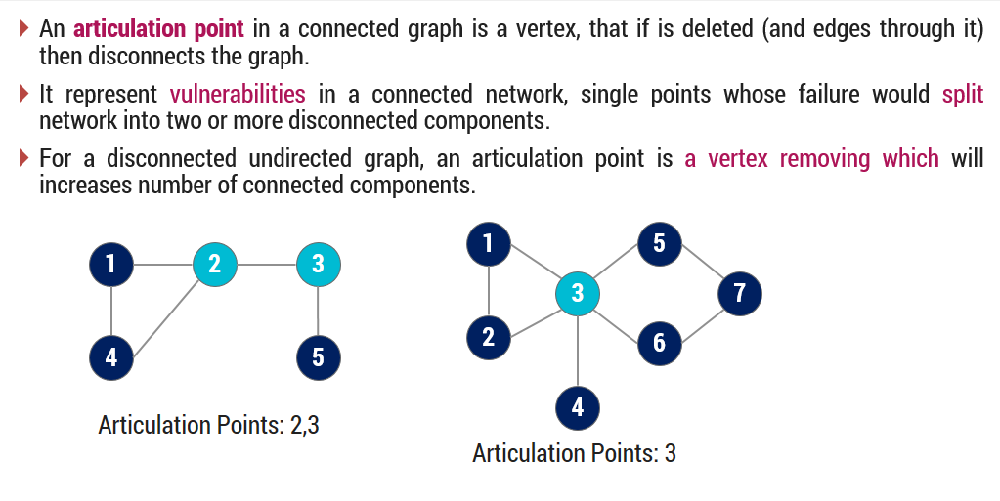 An articulation point in a connected graph is a vertex, that if is deleted (and edges through it)
then disconnects the graph.
It represent vulnerabilities in a connected network, single points whose failure would split
network into two or more disconnected components.
For a disconnected undirected graph, an articulation point is a vertex removing which will
increases number of connected components.
1 2 3
4 5
Articulation Points: 2,3
1 5
3 7
2 6
4
Articulation Points: 3